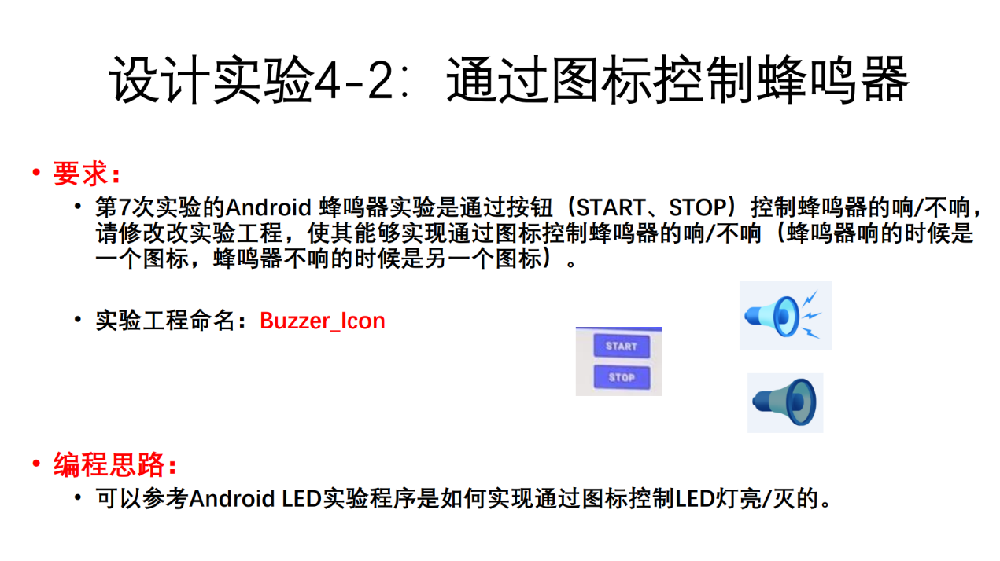 设计实验4-2：通过图标控制蜂鸣器
• 要求：
• 第7次实验的Android 蜂鸣器实验是通过按钮（START、STOP）控制蜂鸣器的响/不响，
请修改改实验工程，使其能够实现通过图标控制蜂鸣器的响/不响（蜂鸣器响的时候是
一个图标，蜂鸣器不响的时候是另一个图标）。
• 实验工程命名：Buzzer_Icon
START
STOP
• 编程思路：
• 可以参考Android LED实验程序是如何实现通过图标控制LED灯亮/灭的。